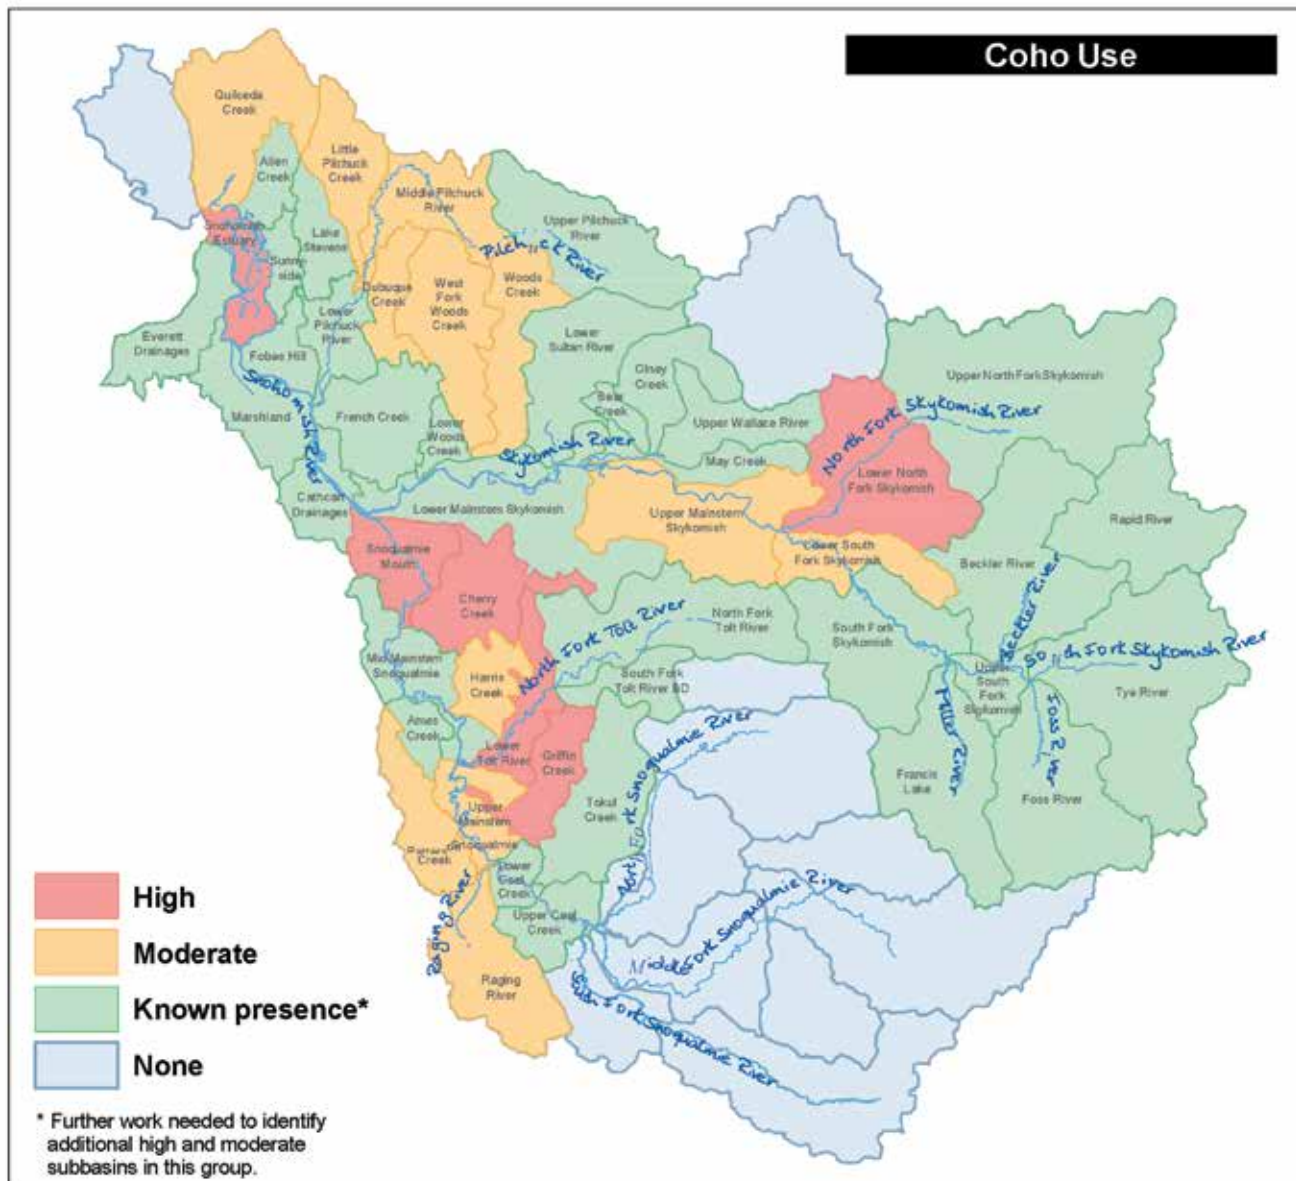 Coho Use
Quilceda
Creek
Allen
Creek
Little
Pilchuck
Creek
Middle Pilchuck
River
Upper Pilchuck
River
Snohomish
Estuary
Lake
Stevens
Sunny-
side
Pilchuck River
Dubuque
Creek
West
Fork
Woods
Creek
Woods
Creek
Lower
Pilchuck
River
Everett
Drainages
Fobes Hill
Lower
Sultan River
Olney
Creek
Bear
Creek
Upper North Fork Skykomish
Snohomish River
Marshland
French Creek
Lower
Woods
Creek
Skykomish River
Upper Wallace River
May Creek
North Fork Skykomish River
Lower North
Fork Skykomish
Cathcart
Drainages
Lower Mainstem Skykomish
Upper Mainstem
Skykomish
Rapid River
Snoqualmie
Mouth
Lower South
Fork Skykomish
Beckler River
Beckler River
Cherry
Creek
North Fork Tolt River
North Fork
Tolt River
South Fork
Skykomish
South Fork Skykomish River
Mid Mainstem
Snoqualmie
Harris
Creek
South Fork
Tolt River BD
Upper
South
Fork
Skykomish
Tye River
Ames
Creek
Lower
Tolt River
Griffin
Creek
North Fork Snoqualmie River
Miller River
Foss River
Francis
Lake
Foss River
Tokul
Creek
Upper
Mainstem
Snoqualmie
Creek
Lower
Coal
Creek
Upper Coal
Creek
Raging River
Raging
River
Middle Fork Snoqualmie River
South Fork Snoqualmie River
High
Moderate
Known presence*
None
* Further work needed to identify
additional high and moderate
subbasins in this group.